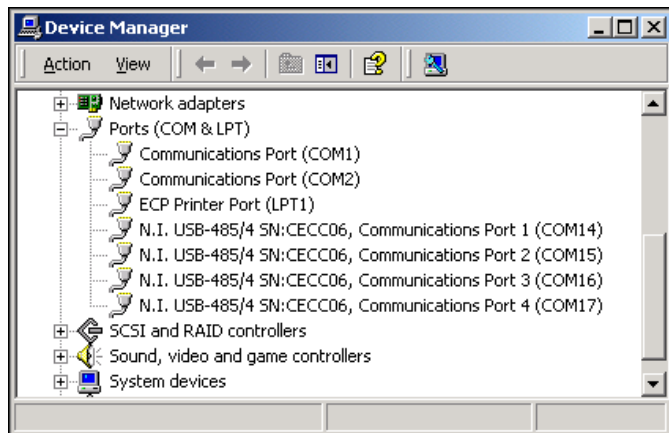 Device Manager
Action View
Network adapters
Ports (COM & LPT)
Communications Port (COM1)
Communications Port (COM2)
ECP Printer Port (LPT1)
N.I. USB-485/4 SN:CECC06, Communications Port 1 (COM14)
N.I. USB-485/4 SN:CECC06, Communications Port 2 (COM15)
N.I. USB-485/4 SN:CECC06, Communications Port 3 (COM16)
N.I. USB-485/4 SN:CECC06, Communications Port 4 (COM17)
SCSI and RAID controllers
Sound, video and game controllers
System devices